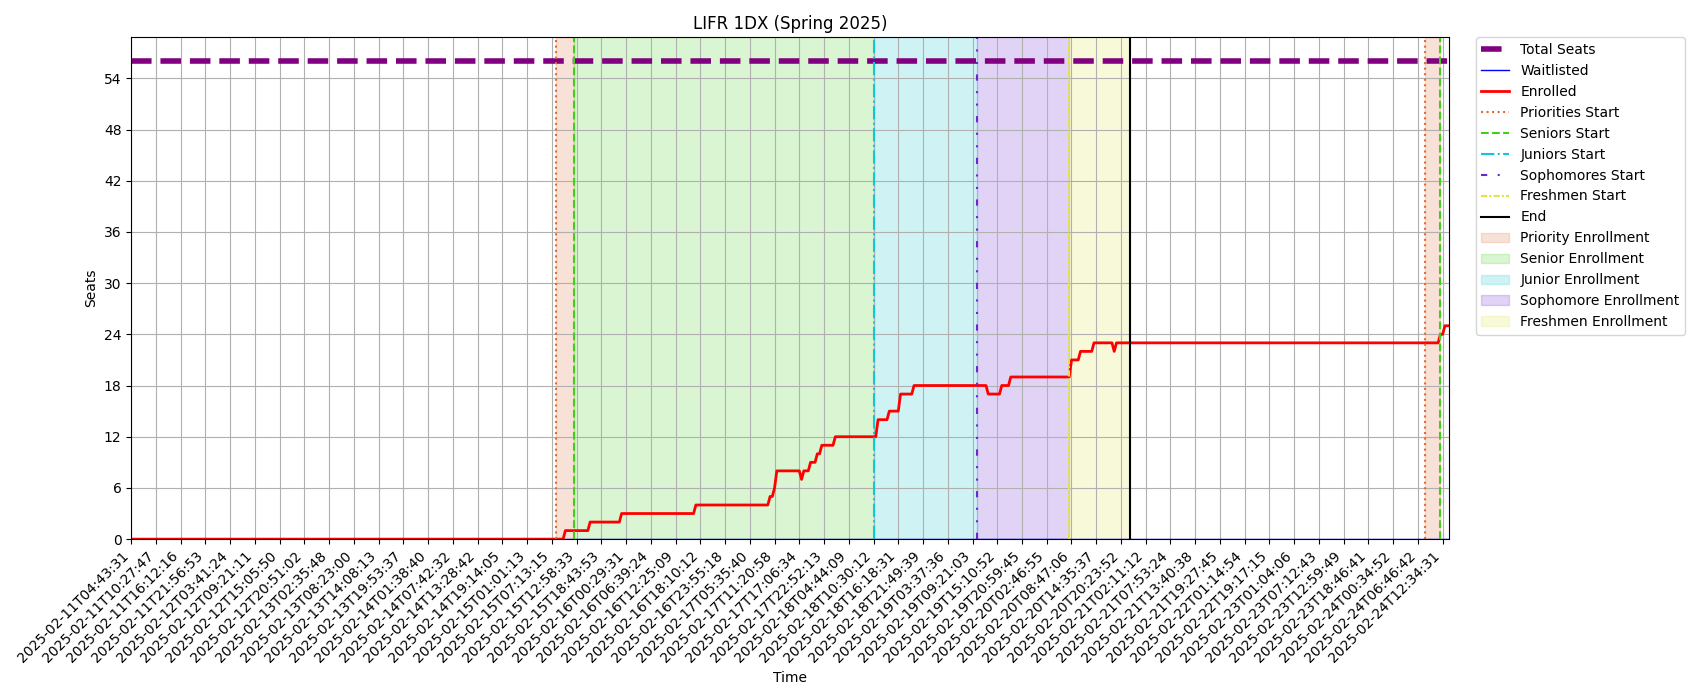 LIFR 1DX (Spring 2025)
Total Seats
Waitlisted
Enrolled
Priorities Start
Seniors Start
Juniors Start
Sophomores Start
Freshmen Start
End
Priority Enrollment
Senior Enrollment
Junior Enrollment
Sophomore Enrollment
Freshmen Enrollment
Seats
54
48
42
36
30
24
18
12
6
0
2025-02-11T04:43:31
2025-02-11T10:27:47
2025-02-11T16:12:16
2025-02-11T21:56:53
2025-02-12T03:41:24
2025-02-12T09:21:11
2025-02-12T15:05:50
2025-02-12T20:51:02
2025-02-13T02:35:48
2025-02-13T08:23:00
2025-02-13T14:08:13
2025-02-13T19:53:37
2025-02-14T01:38:40
2025-02-14T07:42:32
2025-02-14T13:28:42
2025-02-14T19:14:05
2025-02-15T01:01:13
2025-02-15T07:13:15
2025-02-15T12:58:33
2025-02-15T18:43:53
2025-02-16T00:29:31
2025-02-16T06:39:24
2025-02-16T12:25:09
2025-02-16T18:10:12
2025-02-16T23:55:18
2025-02-17T05:35:40
2025-02-17T11:20:58
2025-02-17T17:06:34
2025-02-17T22:52:13
2025-02-18T04:44:09
2025-02-18T10:30:12
2025-02-18T16:18:31
2025-02-18T21:49:39
2025-02-19T03:37:36
2025-02-19T09:21:03
2025-02-19T15:10:52
2025-02-19T20:59:45
2025-02-20T02:46:55
2025-02-20T08:47:06
2025-02-20T14:35:37
2025-02-20T20:23:52
2025-02-21T02:11:12
2025-02-21T07:53:24
2025-02-21T13:40:38
2025-02-21T19:27:45
2025-02-22T01:14:54
2025-02-22T19:17:15
2025-02-23T01:04:06
2025-02-23T07:12:43
2025-02-23T12:59:49
2025-02-23T18:46:41
2025-02-24T00:34:52
2025-02-24T06:46:42
2025-02-24T12:34:31
Time